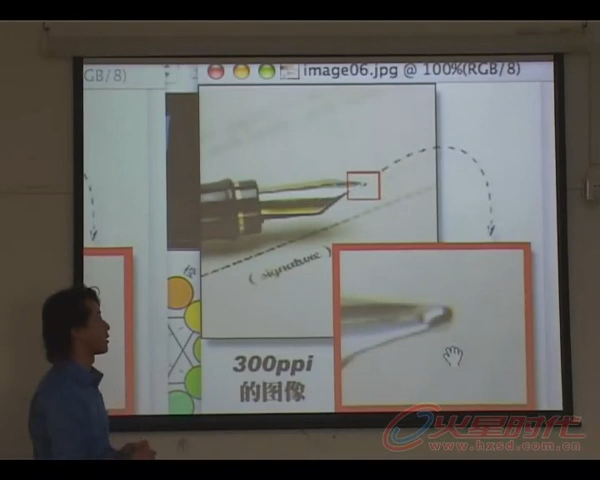 GB/8)
image06.jpg @ 100%(RGB/8)
(signature)
300ppi
的图像
火星时代
www.hxsd.com.cn